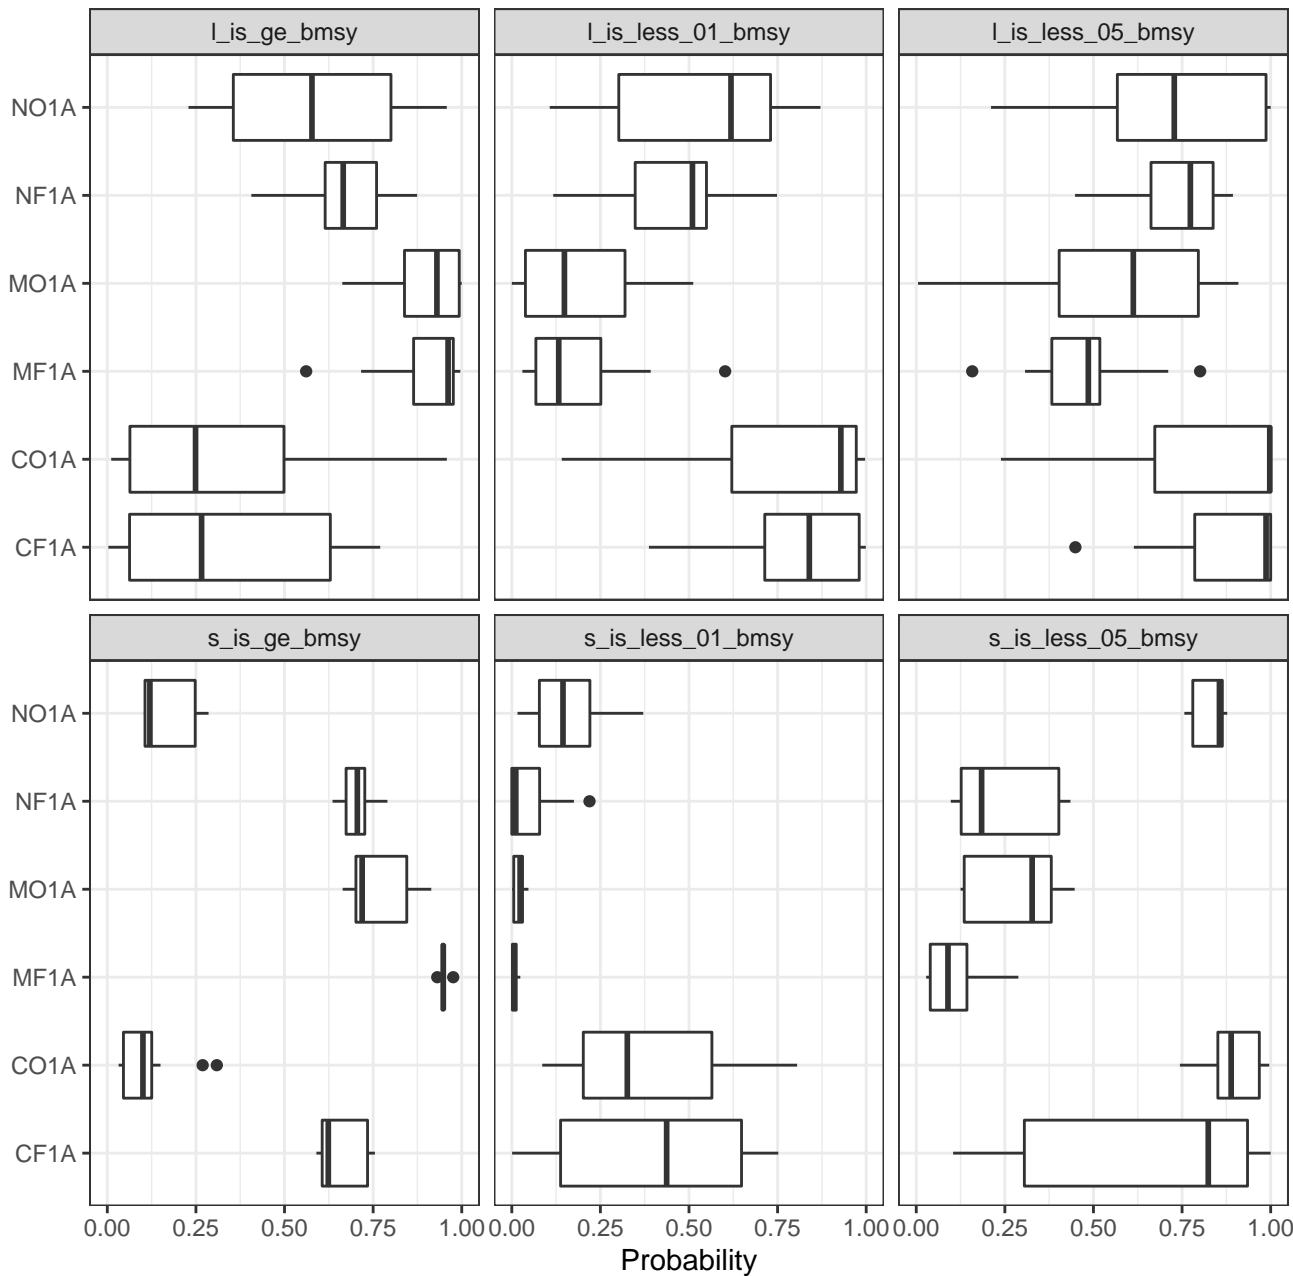 l_is_ge_bmsy l_is_less_01_bmsy l_is_less_05_bmsy
NO1A
NF1A
MO1A
MF1A
CO1A
CF1A
s_is_ge_bmsy s_is_less_01_bmsy s_is_less_05_bmsy
NO1A
NF1A
MO1A
MF1A
CO1A
CF1A
0.00 0.25 0.50 0.75 1.00 0.00 0.25 0.50 0.75 1.00 0.00 0.25 0.50 0.75 1.00
Probability